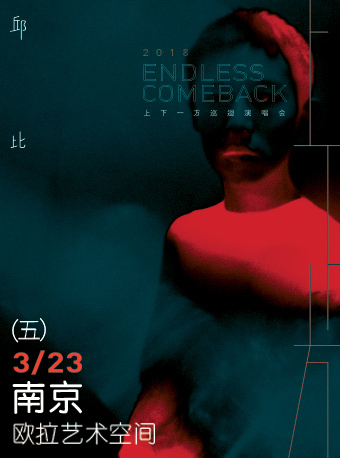 邱
比
2018
ENDLESS
COMEBACK
上下一方巡迴演唱会
(五)
3/23
南京
欧拉艺术空间